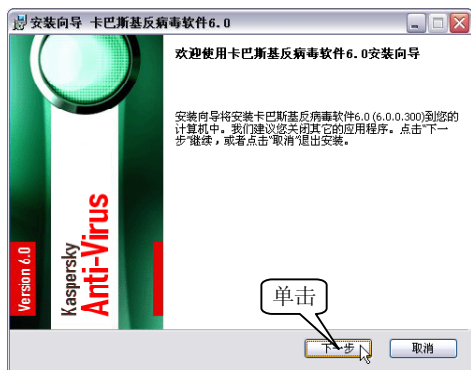 安装向导 卡巴斯基反病毒软件6.0
欢迎使用卡巴斯基反病毒软件6.0安装向导
安装向导将安装卡巴斯基反病毒软件6.0 (6.0.0.300)到您的
计算机中。我们建议您关闭其它的应用程序。点击"下一
步"继续，或者点击"取消"退出安装。
Version 6.0
Kaspersky
Anti-Virus
单击
下一步
取消